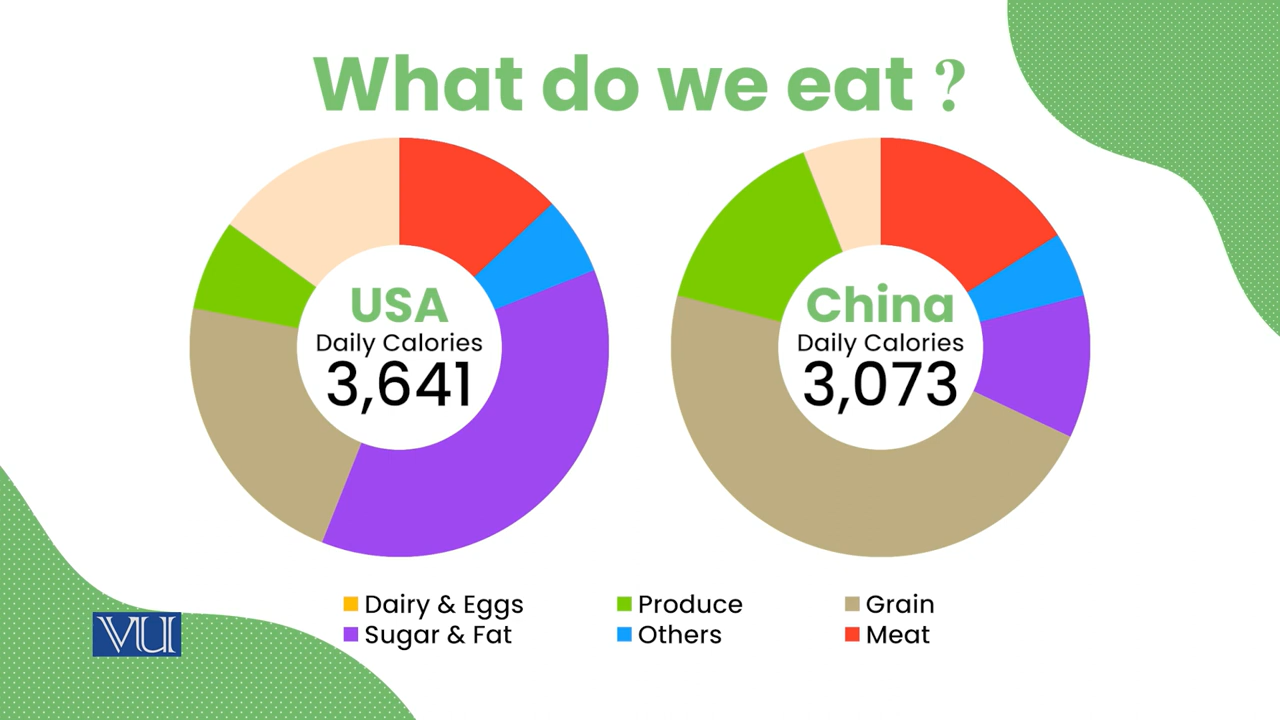 What do we eat ?
USA
Daily Calories
3,641
China
Daily Calories
3,073
Dairy & Eggs
Produce
Grain
Sugar & Fat
Others
Meat
VU